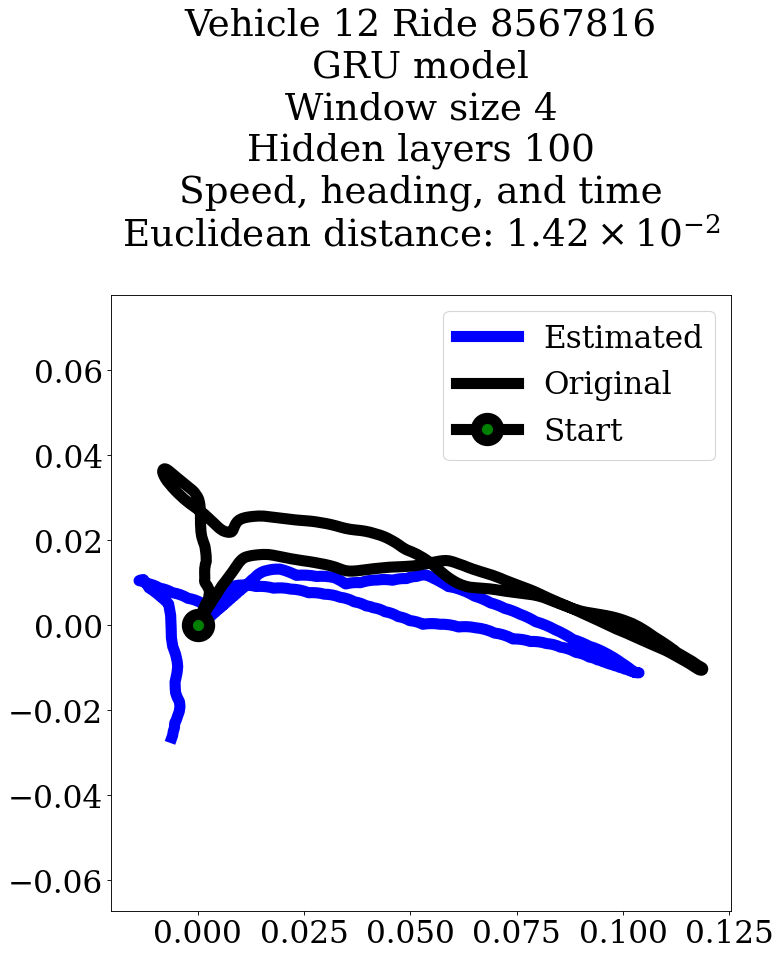 Vehicle 12 Ride 8567816
GRU model
Window size 4
Hidden layers 100
Speed, heading, and time
Euclidean distance: 1.42 × 10⁻²
Estimated
Original
Start
0.06
0.04
0.02
0.00
−0.02
−0.04
−0.06
0.000 0.025 0.050 0.075 0.100 0.125